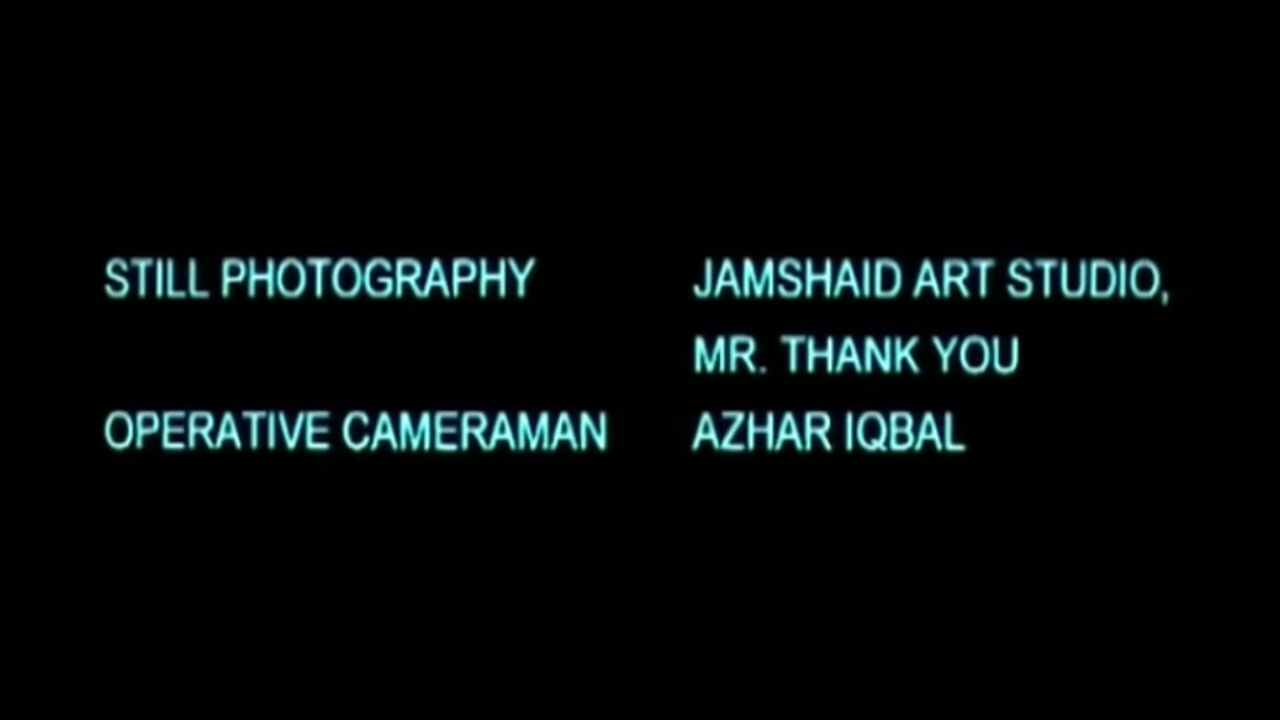 STILL PHOTOGRAPHY JAMSHAID ART STUDIO,
MR. THANK YOU
OPERATIVE CAMERAMAN AZHAR IQBAL